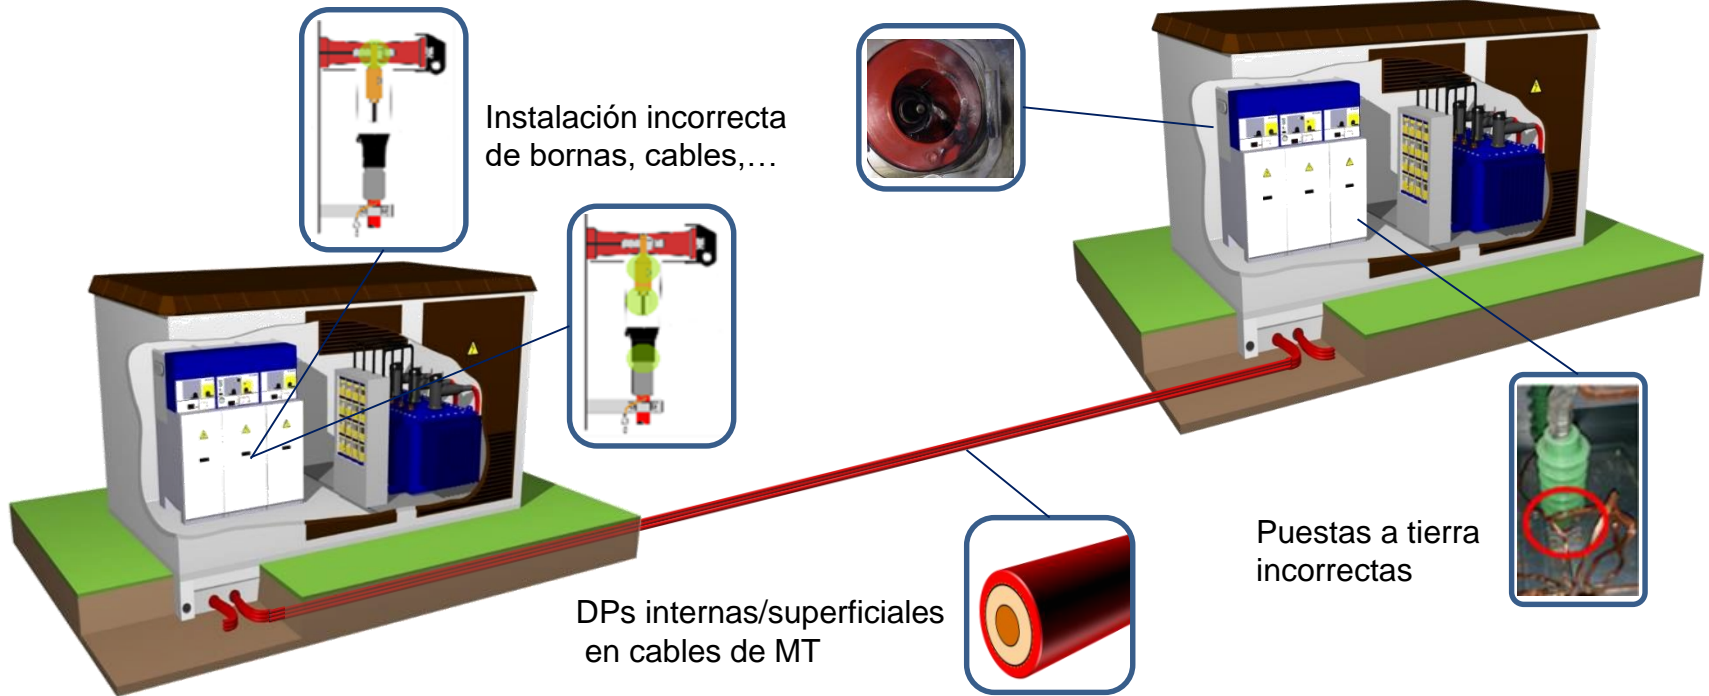 Instalación incorrecta
de bornas, cables,…
DPs internas/superficiales
en cables de MT
Puestas a tierra
incorrectas